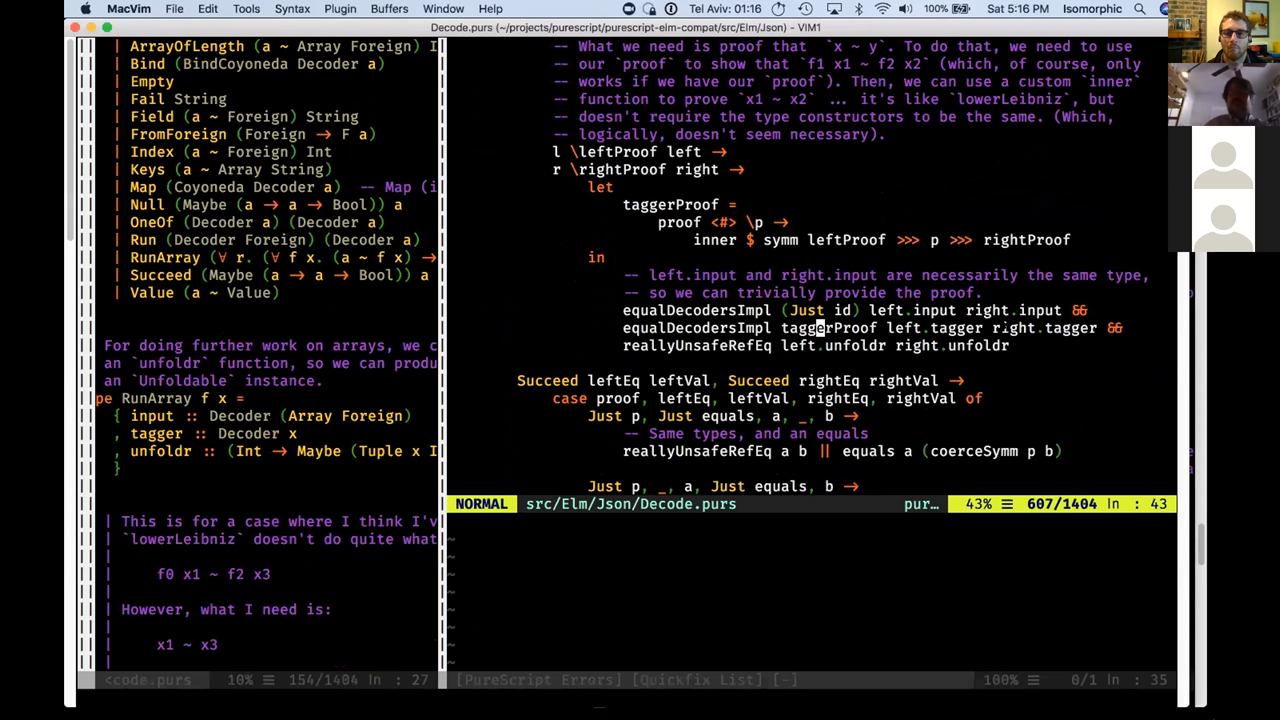 MacVim File Edit Tools Syntax Plugin Buffers Window Help Tel Aviv: 01:16 100% Sat 5:16 PM Isomorphic
Decode.purs (~/projects/purescript-elm-compat/src/Elm/Json) - VIM1
| ArrayOfLength (a ~ Array Foreign) I
| Bind (BindCoyoneda Decoder a)
| Empty
| Fail String
| Field (a ~ Foreign) String
| FromForeign (Foreign → F a)
| Index (a ~ Foreign) Int
| Keys (a ~ Array String)
| Map (Coyoneda Decoder a) -- Map (i
| Null (Maybe (a → a → Bool)) a
| OneOf (Decoder a) (Decoder a)
| Run (Decoder Foreign) (Decoder a)
| RunArray (∀ r. (∀ f x. (a ~ f x) →
| Succeed (Maybe (a → a → Bool)) a
| Value (a ~ Value)
For doing further work on arrays, we c
an `unfoldr` function, so we can produ
an `Unfoldable` instance.
pe RunArray f x =
{ input :: Decoder (Array Foreign)
, tagger :: Decoder x
, unfoldr :: (Int → Maybe (Tuple x I
}
| This is for a case where I think I'v
| `lowerLeibniz` doesn't do quite what
|
| f0 x1 ~ f2 x3
|
| However, what I need is:
|
| x1 ~ x3
|
<code.purs 10% ☰ 154/1404 ln : 27
-- What we need is proof that `x ~ y`. To do that, we need to use
-- our `proof` to show that `f1 x1 ~ f2 x2` (which, of course, only
-- works if we have our `proof`). Then, we can use a custom `inner`
-- function to prove `x1 ~ x2` ... it's like `lowerLeibniz`, but
-- doesn't require the type constructors to be the same. (Which,
-- logically, doesn't seem necessary).
l \leftProof left →
r \rightProof right →
let
taggerProof =
proof <#> \p →
inner $ symm leftProof >>> p >>> rightProof
in
-- left.input and right.input are necessarily the same type,
-- so we can trivially provide the proof.
equalDecodersImpl (Just id) left.input right.input &&
equalDecodersImpl taggerProof left.tagger right.tagger &&
reallyUnsafeRefEq left.unfoldr right.unfoldr
Succeed leftEq leftVal, Succeed rightEq rightVal →
case proof, leftEq, leftVal, rightEq, rightVal of
Just p, Just equals, a, _, b →
-- Same types, and an equals
reallyUnsafeRefEq a b || equals a (coerceSymm p b)
Just p, _, a, Just equals, b →
NORMAL src/Elm/Json/Decode.purs pur… 43% ☰ 607/1404 ln : 43
~
~
~
~
~
~
~
~
[PureScript Errors] [Quickfix List] [-] 100% ☰ 0/1 ln : 35